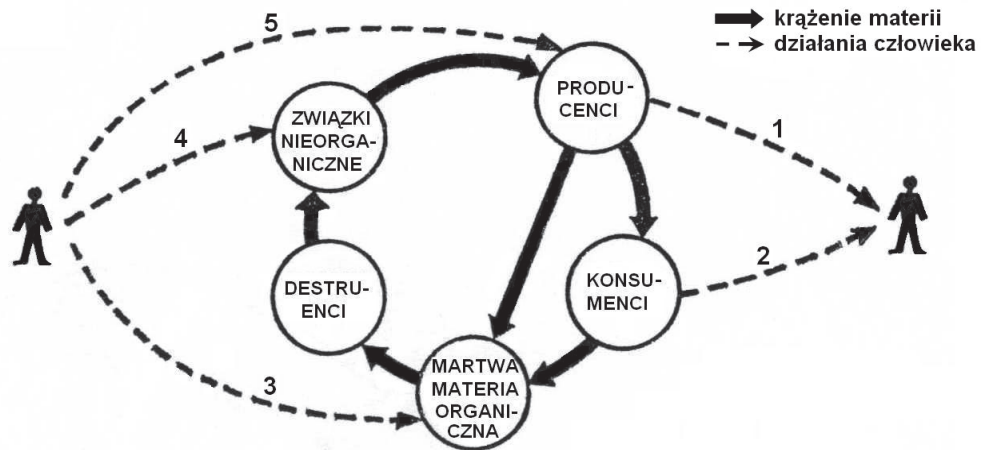 5
krążenie materii
działania człowieka
PRODU-
CENCI
1
ZWIĄZKI
NIEORGA-
NICZNE
4
2
DESTRU-
ENCI
KONSU-
MENCI
3
MARTWA
MATERIA
ORGANI-
CZNA